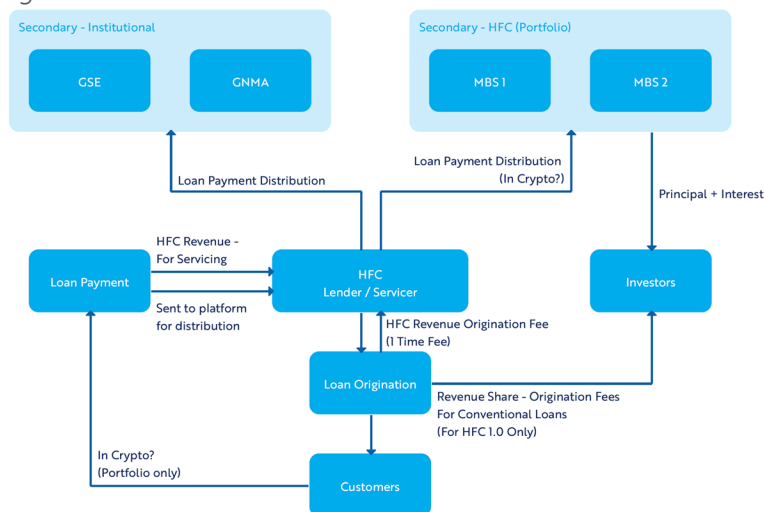 Secondary - Institutional
GSE
GNMA
Secondary - HFC (Portfolio)
MBS 1
MBS 2
Loan Payment Distribution
Loan Payment Distribution
(In Crypto?)
Principal + Interest
HFC Revenue -
For Servicing
Loan Payment
Sent to platform
for distribution
HFC
Lender / Servicer
Investors
HFC Revenue Origination Fee
(1 Time Fee)
Loan Origination
Revenue Share - Origination Fees
For Conventional Loans
(For HFC 1.0 Only)
In Crypto?
(Portfolio only)
Customers